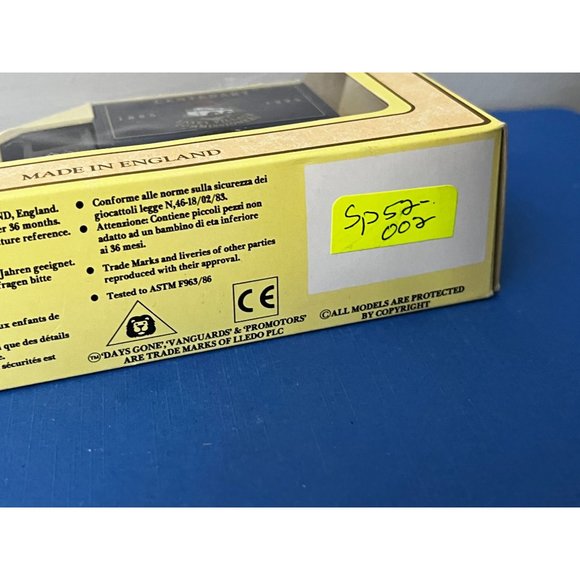 CENTENARY
MADE IN ENGLAND
ND, England.
er 36 months.
ture reference.
Jahren geeignet.
fragen bitte
ux enfants de
i que des détails
sécurités est
Conforme alle norme sulla sicurezza dei
giocattoli legge N,46-18/02/83.
Attenzione: Contiene piccoli pezzi non
adatto ad un bambino di eta inferiore
ai 36 mesi.
Trade Marks and liveries of other parties
reproduced with their approval.
Tested to ASTM F963/86
CE
™'DAYS GONE','VANGUARDS' & 'PROMOTORS'
ARE TRADE MARKS OF LLEDO PLC
SP52-
002
©ALL MODELS ARE PROTECTED
BY COPYRIGHT